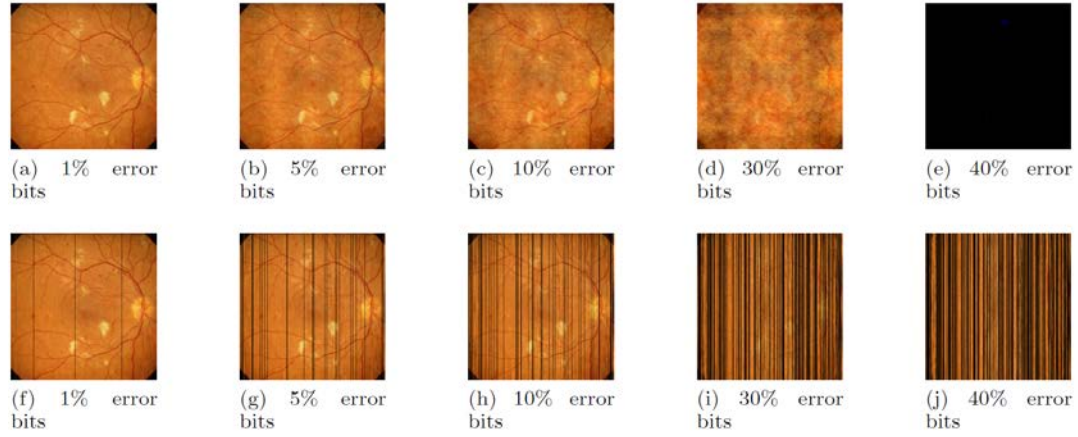 (a) 1% error
bits
(b) 5% error
bits
(c) 10% error
bits
(d) 30% error
bits
(e) 40% error
bits
(f) 1% error
bits
(g) 5% error
bits
(h) 10% error
bits
(i) 30% error
bits
(j) 40% error
bits